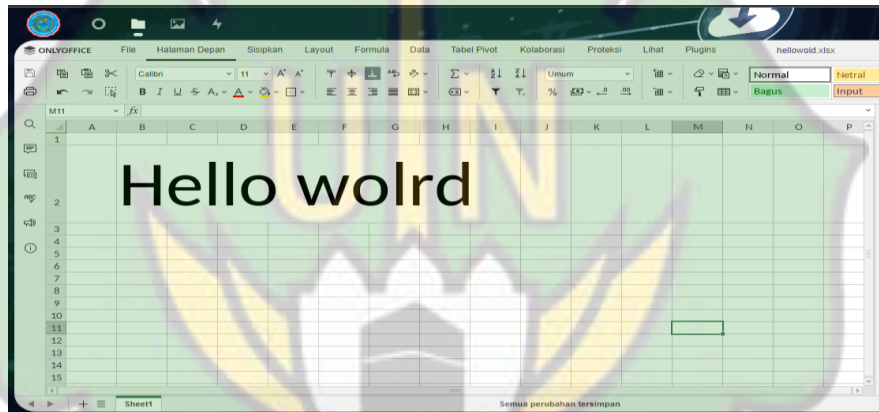 ONLYOFFICE File Halaman Depan Sisipkan Layout Formula Data Tabel Pivot Kolaborasi Proteksi Lihat Plugins hellowold.xlsx
Calibri 11 Umum Normal Netral
B I U S A A % Bagus Input
M11 fx
A B C D E F G H I J K L M N O P
1
2 Hello wolrd
3
4
5
6
7
8
9
10
11
12
13
14
15
Sheet1 Semua perubahan tersimpan
UIN